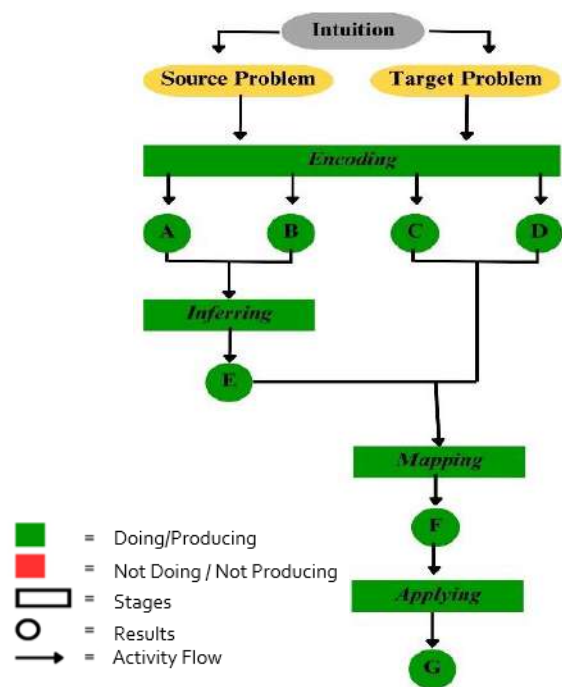 Intuition
Source Problem
Target Problem
Encoding
A
B
C
D
Inferring
E
Mapping
F
Applying
G
= Doing/Producing
= Not Doing / Not Producing
= Stages
= Results
= Activity Flow